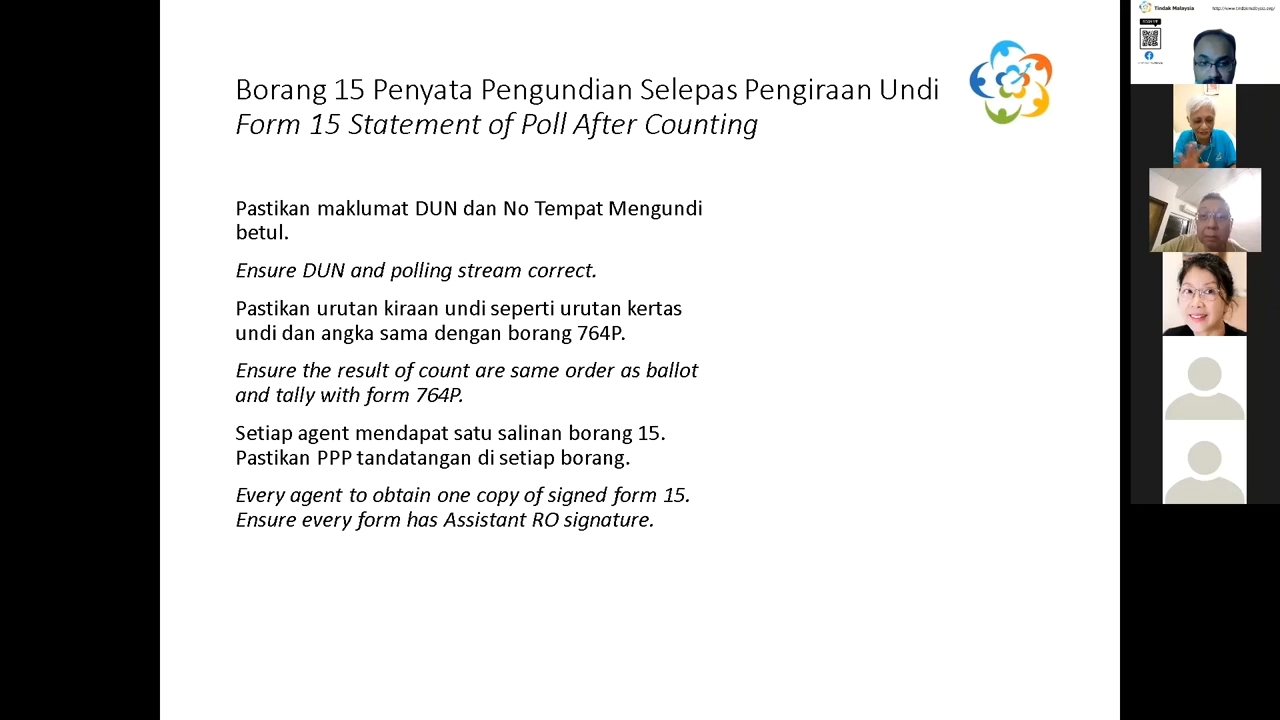 Borang 15 Penyata Pengundian Selepas Pengiraan Undi
Form 15 Statement of Poll After Counting
Pastikan maklumat DUN dan No Tempat Mengundi
betul.
Ensure DUN and polling stream correct.
Pastikan urutan kiraan undi seperti urutan kertas
undi dan angka sama dengan borang 764P.
Ensure the result of count are same order as ballot
and tally with form 764P.
Setiap agent mendapat satu salinan borang 15.
Pastikan PPP tandatangan di setiap borang.
Every agent to obtain one copy of signed form 15.
Ensure every form has Assistant RO signature.
Tindak Malaysia